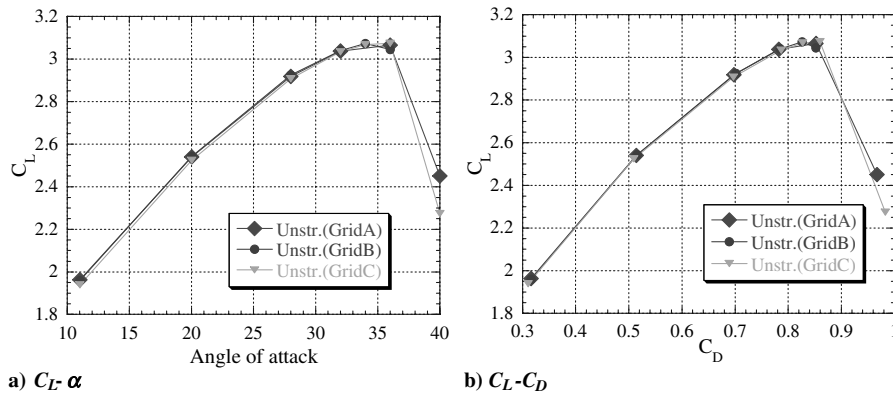 3.2
3
2.8
2.6
2.4
2.2
2
1.8
C_L
10 15 20 25 30 35 40
Angle of attack
Unstr.(GridA)
Unstr.(GridB)
Unstr.(GridC)
a) C_L- α
3.2
3
2.8
2.6
2.4
2.2
2
1.8
C_L
0.3 0.4 0.5 0.6 0.7 0.8 0.9 1
C_D
Unstr.(GridA)
Unstr.(GridB)
Unstr.(GridC)
b) C_L-C_D